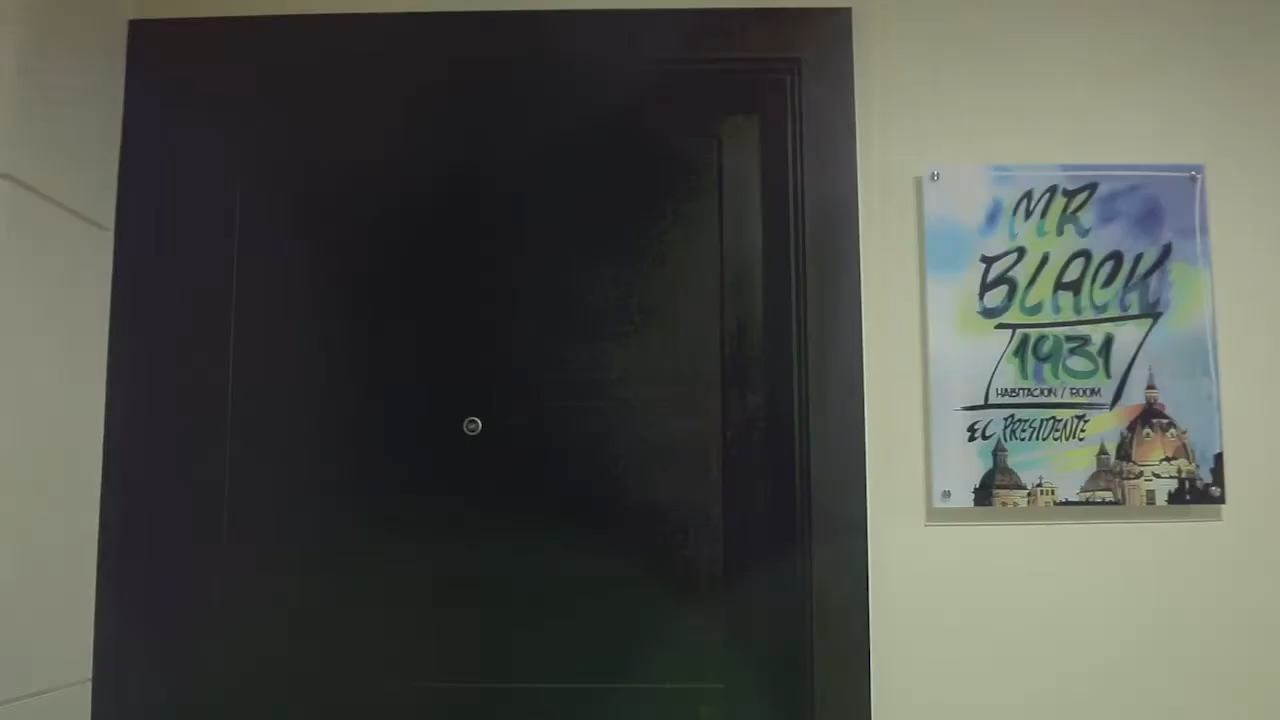 MR
BLACK
1931
HABITACION / ROOM
EL PRESIDENTE